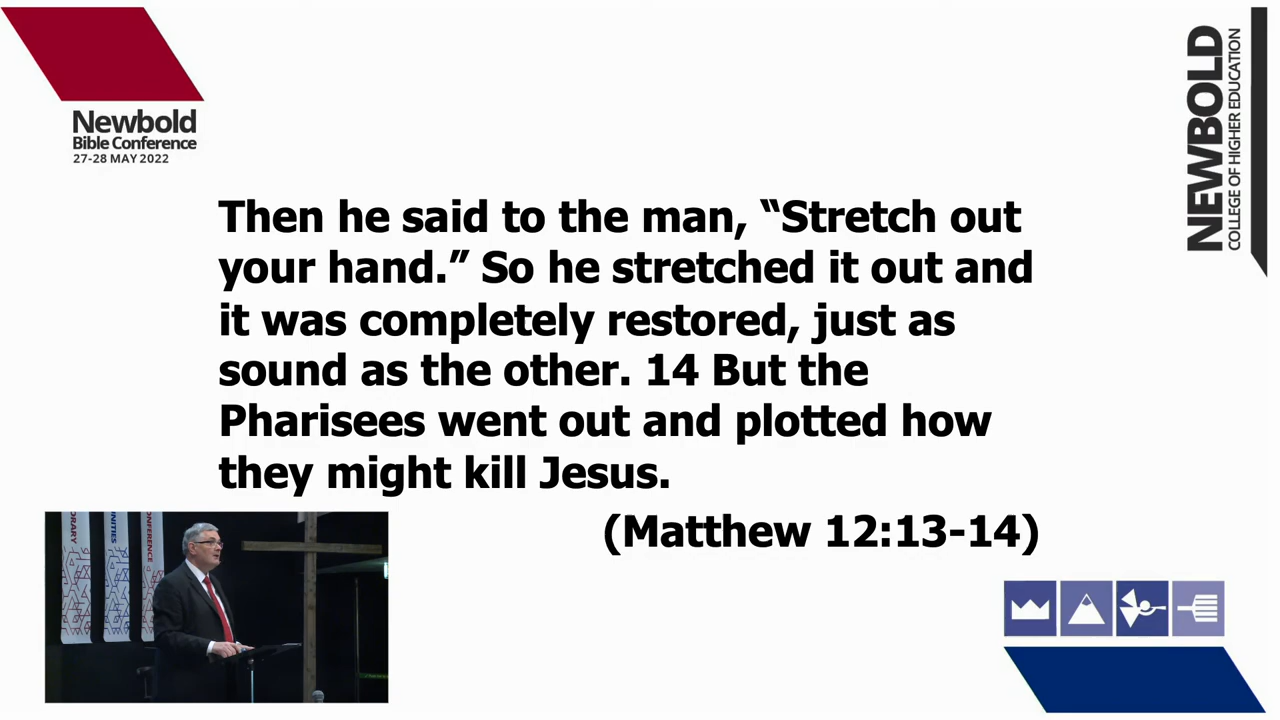 Newbold
Bible Conference
27-28 MAY 2022
NEWBOLD
COLLEGE OF HIGHER EDUCATION
Then he said to the man, “Stretch out
your hand.” So he stretched it out and
it was completely restored, just as
sound as the other. 14 But the
Pharisees went out and plotted how
they might kill Jesus.
(Matthew 12:13-14)